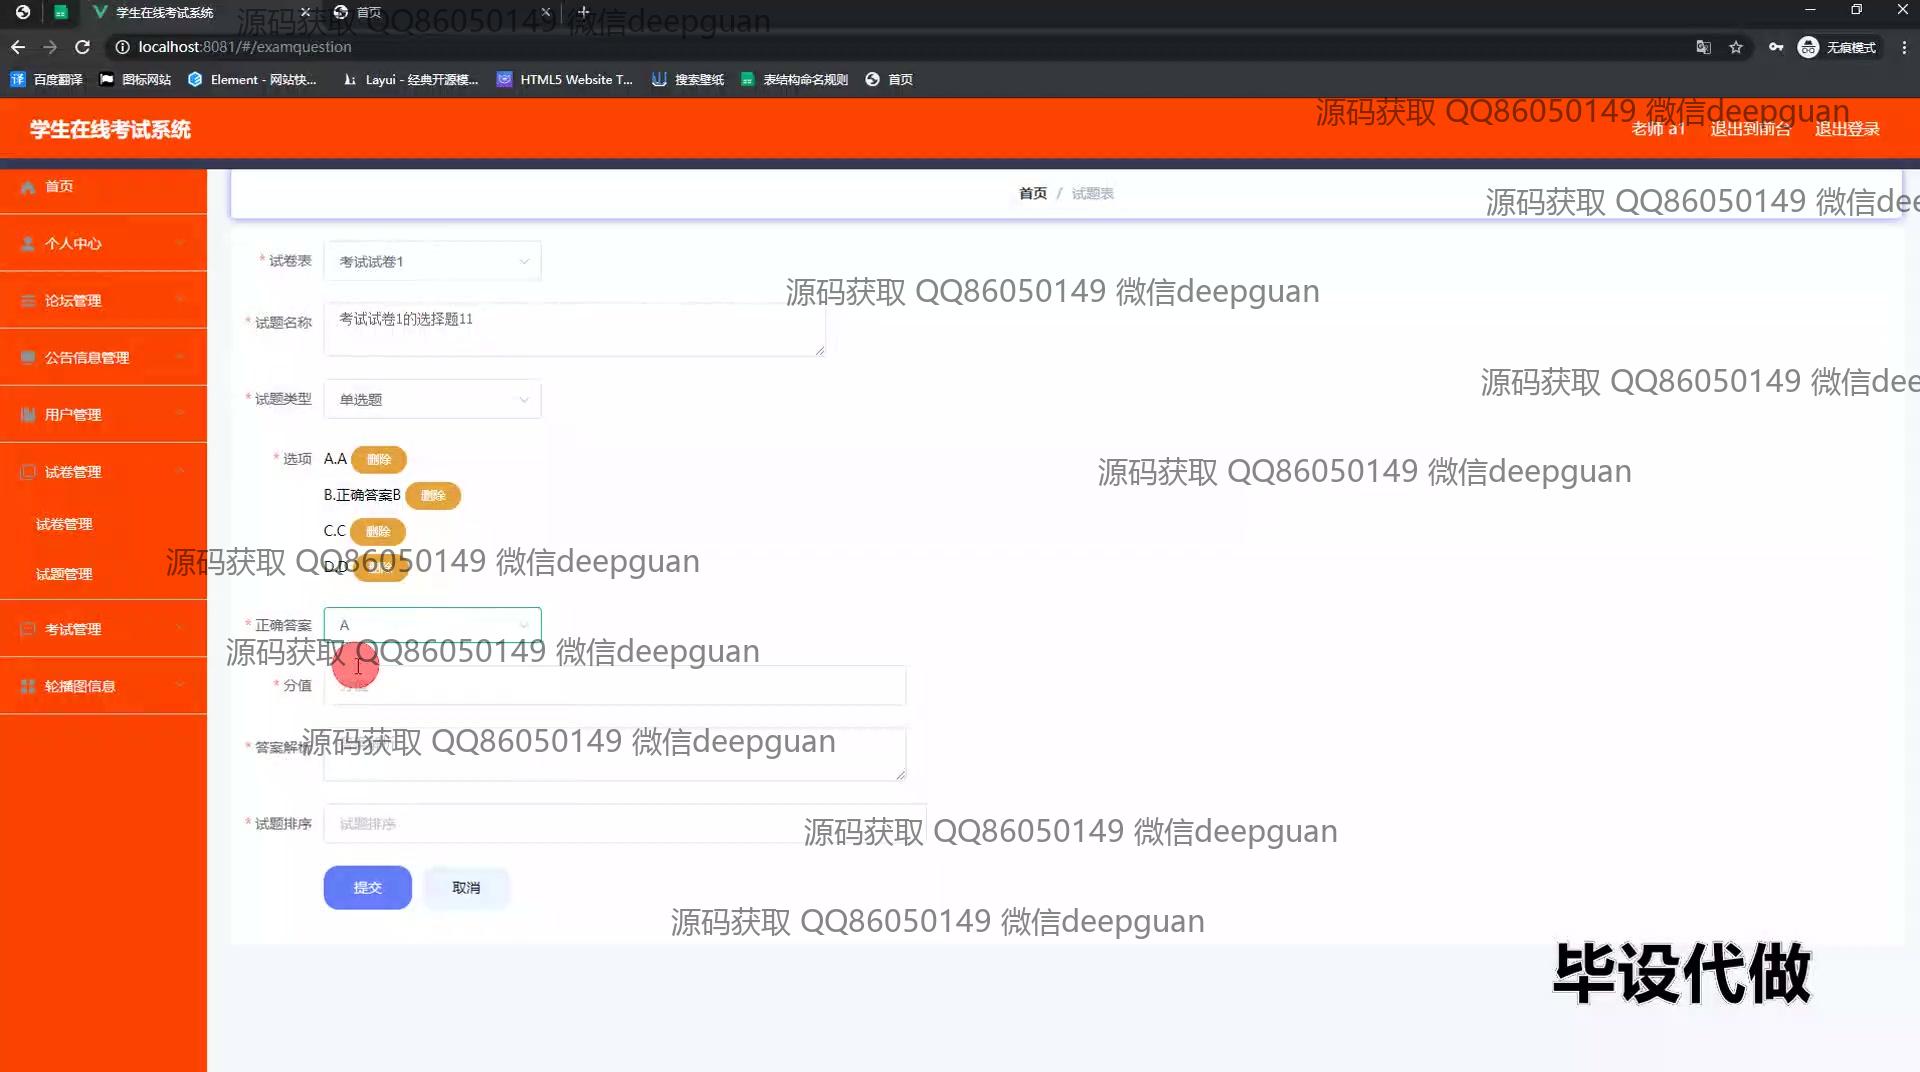 学生在线考试系统
首页
源码获取 QQ86050149 微信deepguan
localhost:8081/#/examquestion
无痕模式
百度翻译
图标网站
Element - 网站快...
Layui - 经典开源模...
HTML5 Website T...
搜索壁纸
表结构命名规则
首页
学生在线考试系统
源码获取 QQ86050149 微信deepguan
老师 a1
退出到前台
退出登录
首页
个人中心
论坛管理
公告信息管理
用户管理
试卷管理
试卷管理
试题管理
考试管理
轮播图信息
首页 / 试题表
源码获取 QQ86050149 微信dee
* 试卷表 考试试卷1
源码获取 QQ86050149 微信deepguan
* 试题名称 考试试卷1的选择题11
* 试题类型 单选题
源码获取 QQ86050149 微信dee
* 选项 A.A 删除
源码获取 QQ86050149 微信deepguan
B.正确答案B 删除
C.C 删除
D.D 删除
源码获取 QQ86050149 微信deepguan
* 正确答案 A
源码获取 QQ86050149 微信deepguan
* 分值 分值
* 答案解析
源码获取 QQ86050149 微信deepguan
* 试题排序 试题排序
源码获取 QQ86050149 微信deepguan
提交 取消
源码获取 QQ86050149 微信deepguan
毕设代做